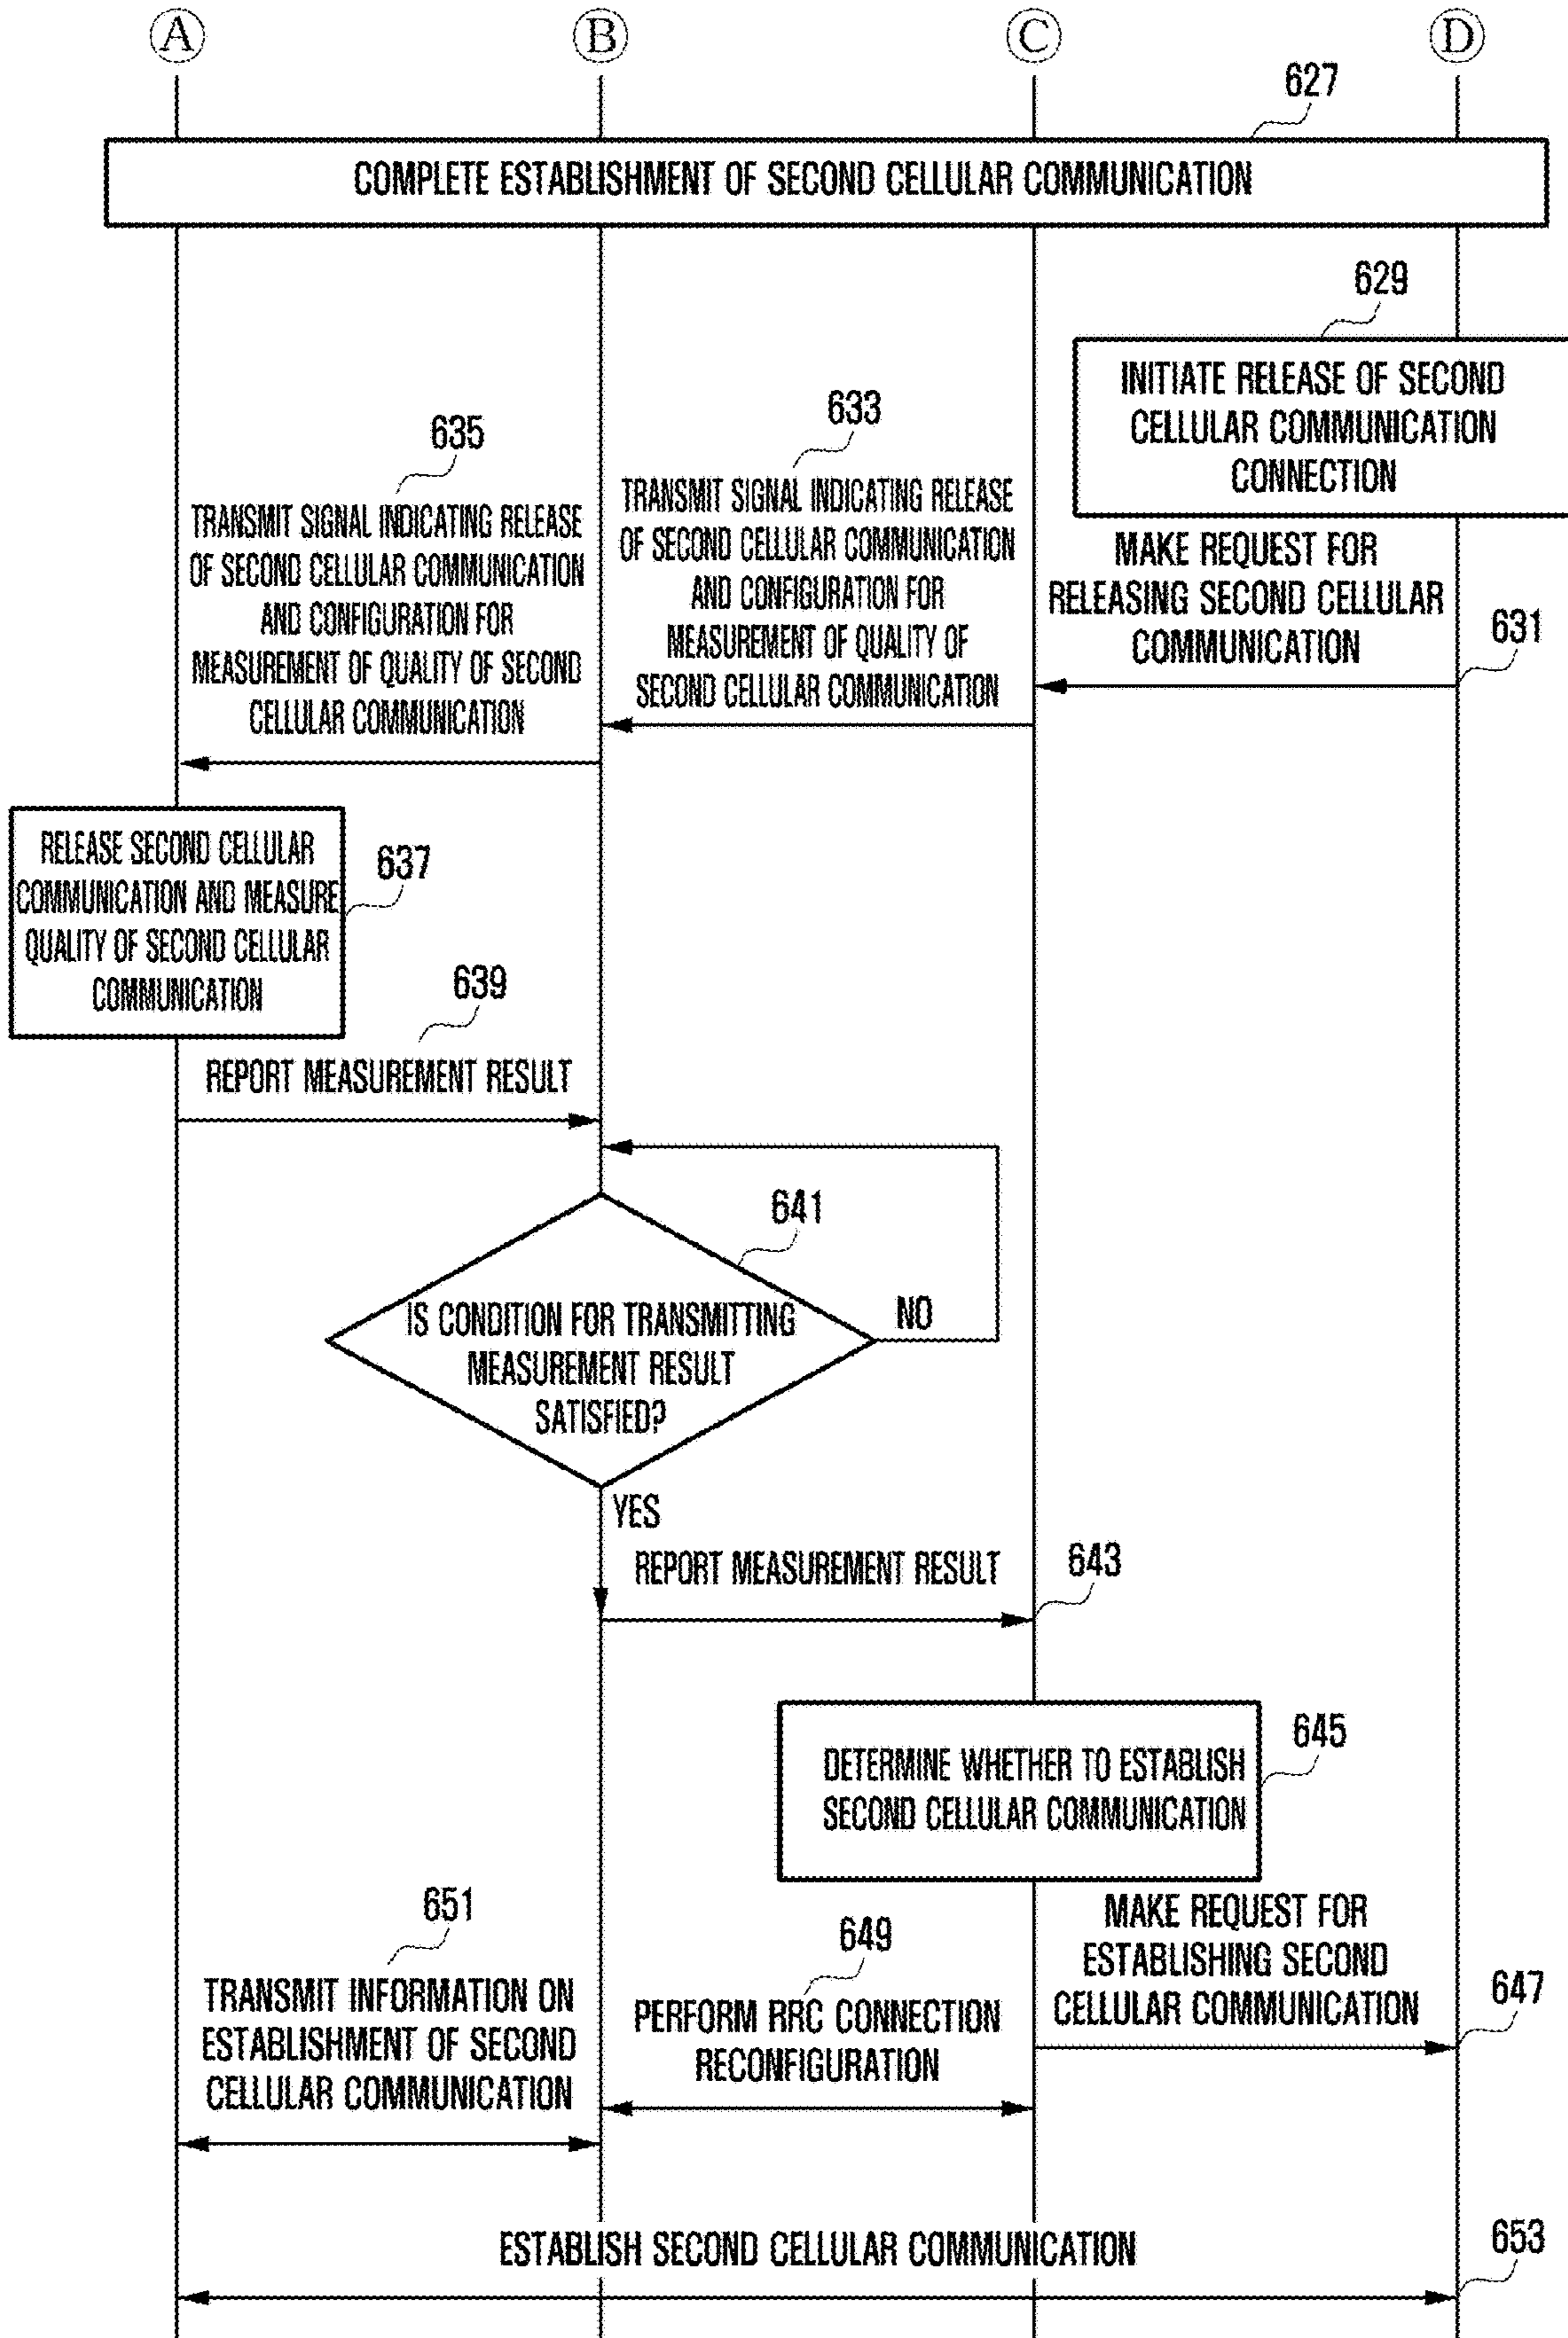 A B C D
627
COMPLETE ESTABLISHMENT OF SECOND CELLULAR COMMUNICATION
629
INITIATE RELEASE OF SECOND
CELLULAR COMMUNICATION
CONNECTION
MAKE REQUEST FOR
RELEASING SECOND CELLULAR
COMMUNICATION
631
633
TRANSMIT SIGNAL INDICATING RELEASE
OF SECOND CELLULAR COMMUNICATION
AND CONFIGURATION FOR
MEASUREMENT OF QUALITY OF
SECOND CELLULAR COMMUNICATION
635
TRANSMIT SIGNAL INDICATING RELEASE
OF SECOND CELLULAR COMMUNICATION
AND CONFIGURATION FOR
MEASUREMENT OF QUALITY OF SECOND
CELLULAR COMMUNICATION
RELEASE SECOND CELLULAR
COMMUNICATION AND MEASURE
QUALITY OF SECOND CELLULAR
COMMUNICATION
637
639
REPORT MEASUREMENT RESULT
641
IS CONDITION FOR TRANSMITTING
MEASUREMENT RESULT
SATISFIED?
NO
YES
REPORT MEASUREMENT RESULT
643
DETERMINE WHETHER TO ESTABLISH
SECOND CELLULAR COMMUNICATION
645
MAKE REQUEST FOR
ESTABLISHING SECOND
CELLULAR COMMUNICATION
647
649
PERFORM RRC CONNECTION
RECONFIGURATION
651
TRANSMIT INFORMATION ON
ESTABLISHMENT OF SECOND
CELLULAR COMMUNICATION
ESTABLISH SECOND CELLULAR COMMUNICATION
653